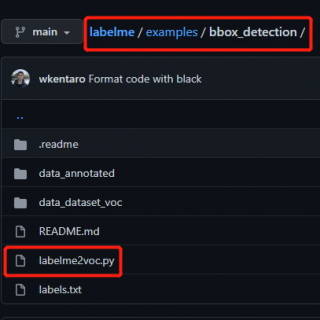 main
labelme / examples / bbox_detection /
wkentaro Format code with black
..
.readme
data_annotated
data_dataset_voc
README.md
labelme2voc.py
labels.txt